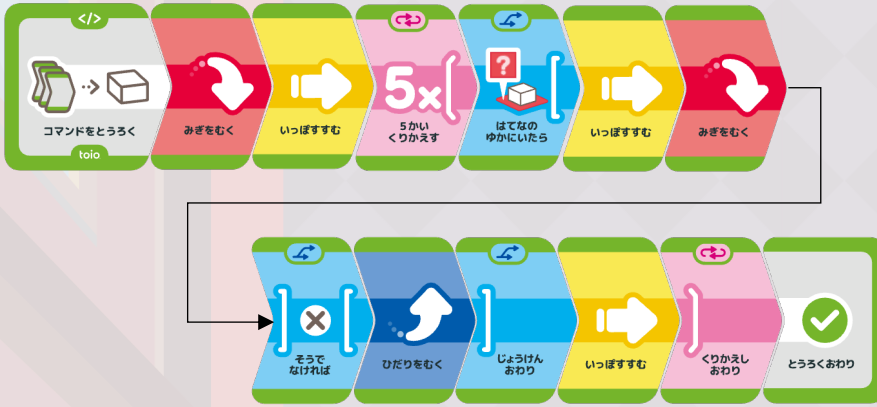 </>
コマンドをとうろく
toio
みぎをむく
いっぽすすむ
5×
5かい
くりかえす
?
はてなの
ゆかにいたら
いっぽすすむ
みぎをむく
そうで
なければ
ひだりをむく
じょうけん
おわり
いっぽすすむ
くりかえし
おわり
とうろくおわり